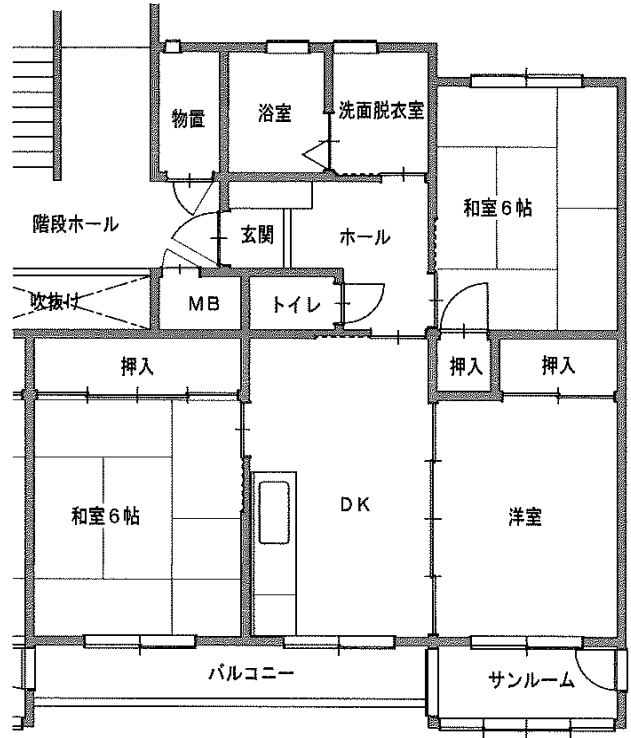 物置
浴室
洗面脱衣室
和室6帖
階段ホール
玄関
ホール
吹抜け
MB
トイレ
押入
押入
押入
和室6帖
DK
洋室
バルコニー
サンルーム